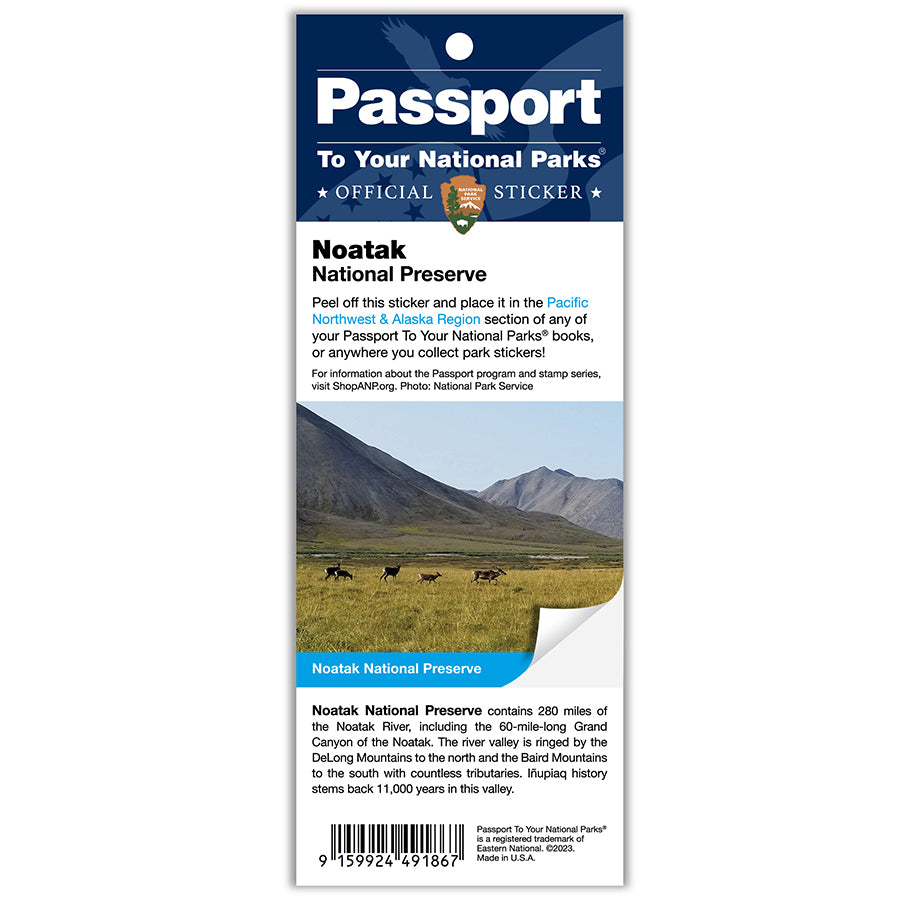 Passport
To Your National Parks®
★ OFFICIAL STICKER ★
NATIONAL
PARK
SERVICE
Noatak
National Preserve
Peel off this sticker and place it in the Pacific
Northwest & Alaska Region section of any of
your Passport To Your National Parks® books,
or anywhere you collect park stickers!
For information about the Passport program and stamp series,
visit ShopANP.org. Photo: National Park Service
Noatak National Preserve
Noatak National Preserve contains 280 miles of
the Noatak River, including the 60-mile-long Grand
Canyon of the Noatak. The river valley is ringed by the
DeLong Mountains to the north and the Baird Mountains
to the south with countless tributaries. Iñupiaq history
stems back 11,000 years in this valley.
9 159924 491867
Passport To Your National Parks®
is a registered trademark of
Eastern National. ©2023.
Made in U.S.A.